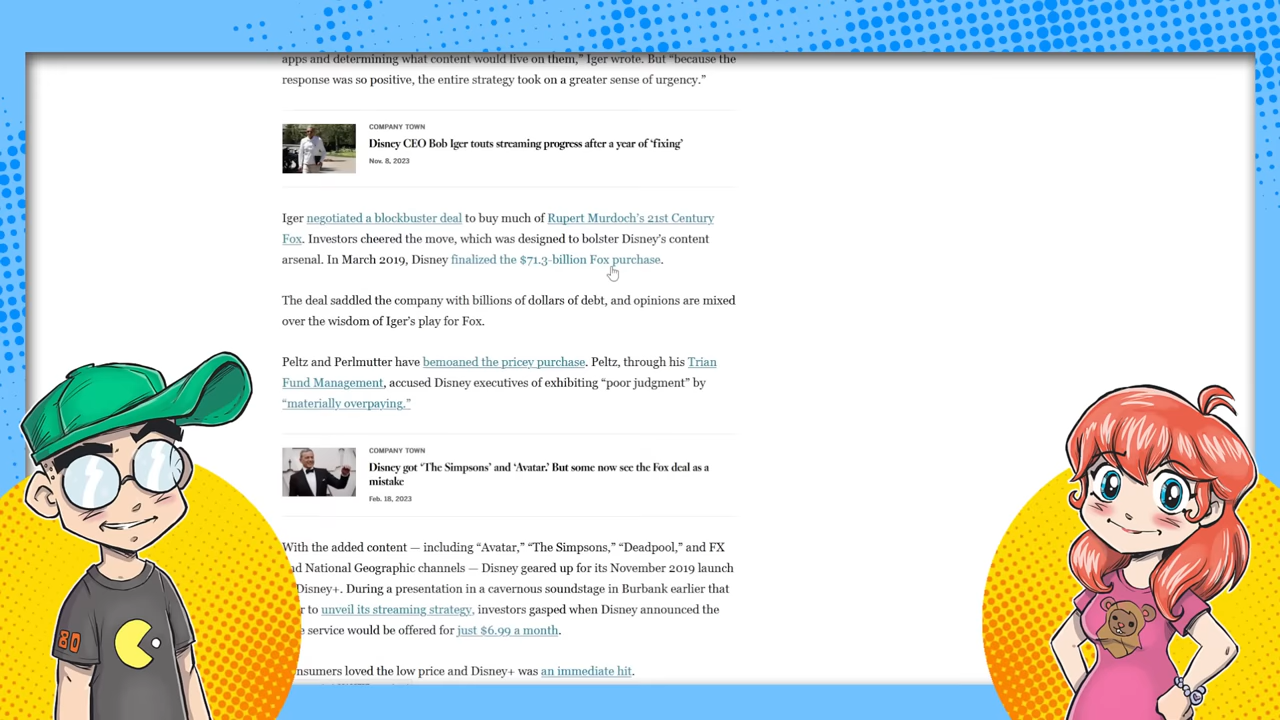 apps and determining what content would live on them,” Iger wrote. But “because the
response was so positive, the entire strategy took on a greater sense of urgency.”
COMPANY TOWN
Disney CEO Bob Iger touts streaming progress after a year of ‘fixing’
Nov. 8, 2023
Iger negotiated a blockbuster deal to buy much of Rupert Murdoch’s 21st Century
Fox. Investors cheered the move, which was designed to bolster Disney’s content
arsenal. In March 2019, Disney finalized the $71.3-billion Fox purchase.
The deal saddled the company with billions of dollars of debt, and opinions are mixed
over the wisdom of Iger’s play for Fox.
Peltz and Perlmutter have bemoaned the pricey purchase. Peltz, through his Trian
Fund Management, accused Disney executives of exhibiting “poor judgment” by
“materially overpaying.”
COMPANY TOWN
Disney got ‘The Simpsons’ and ‘Avatar.’ But some now see the Fox deal as a
mistake
Feb. 18, 2023
With the added content — including “Avatar,” “The Simpsons,” “Deadpool,” and FX
National Geographic channels — Disney geared up for its November 2019 launch
Disney+. During a presentation in a cavernous soundstage in Burbank earlier that
to unveil its streaming strategy, investors gasped when Disney announced the
service would be offered for just $6.99 a month.
loved the low price and Disney+ was an immediate hit.
80